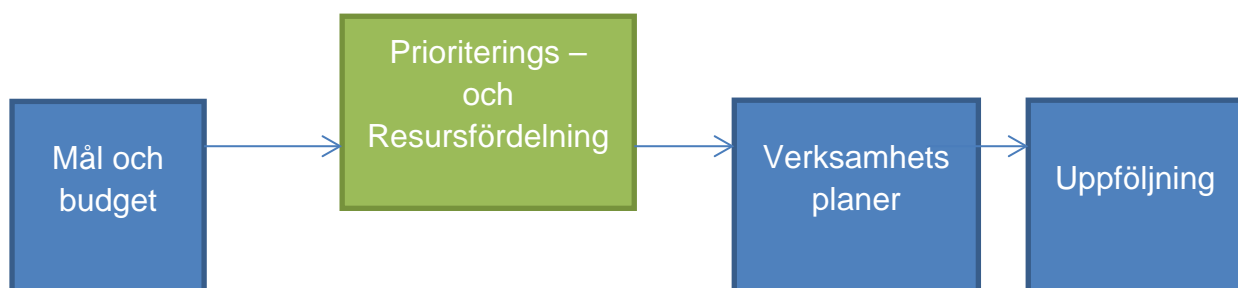 Mål och
budget
Prioriterings –
och
Resursfördelning
Verksamhets
planer
Uppföljning